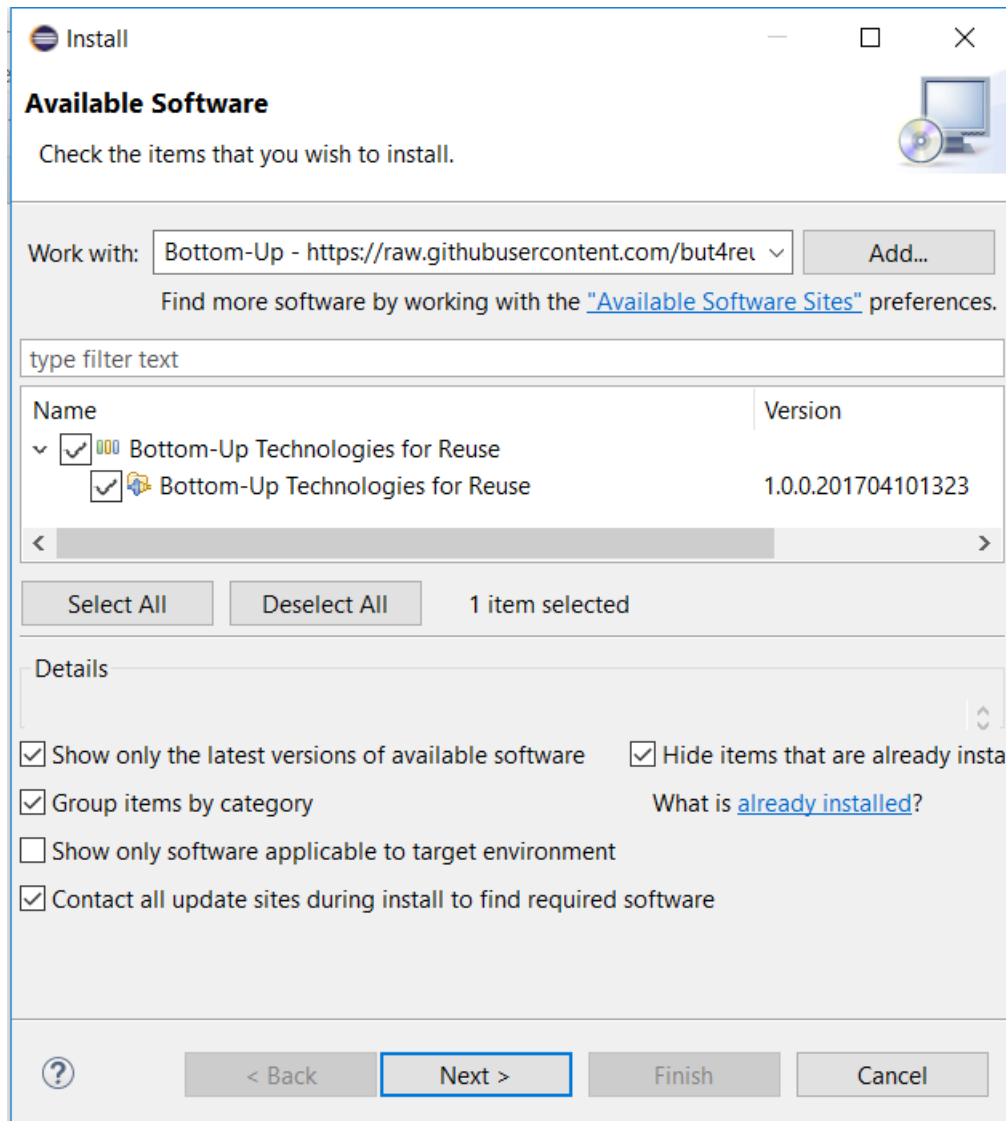 Install
Available Software
Check the items that you wish to install.
Work with: Bottom-Up - https://raw.githubusercontent.com/but4reu Add...
Find more software by working with the "Available Software Sites" preferences.
type filter text
Name Version
Bottom-Up Technologies for Reuse
Bottom-Up Technologies for Reuse 1.0.0.201704101323
Select All Deselect All 1 item selected
Details
Show only the latest versions of available software Hide items that are already insta
Group items by category What is already installed?
Show only software applicable to target environment
Contact all update sites during install to find required software
? < Back Next > Finish Cancel